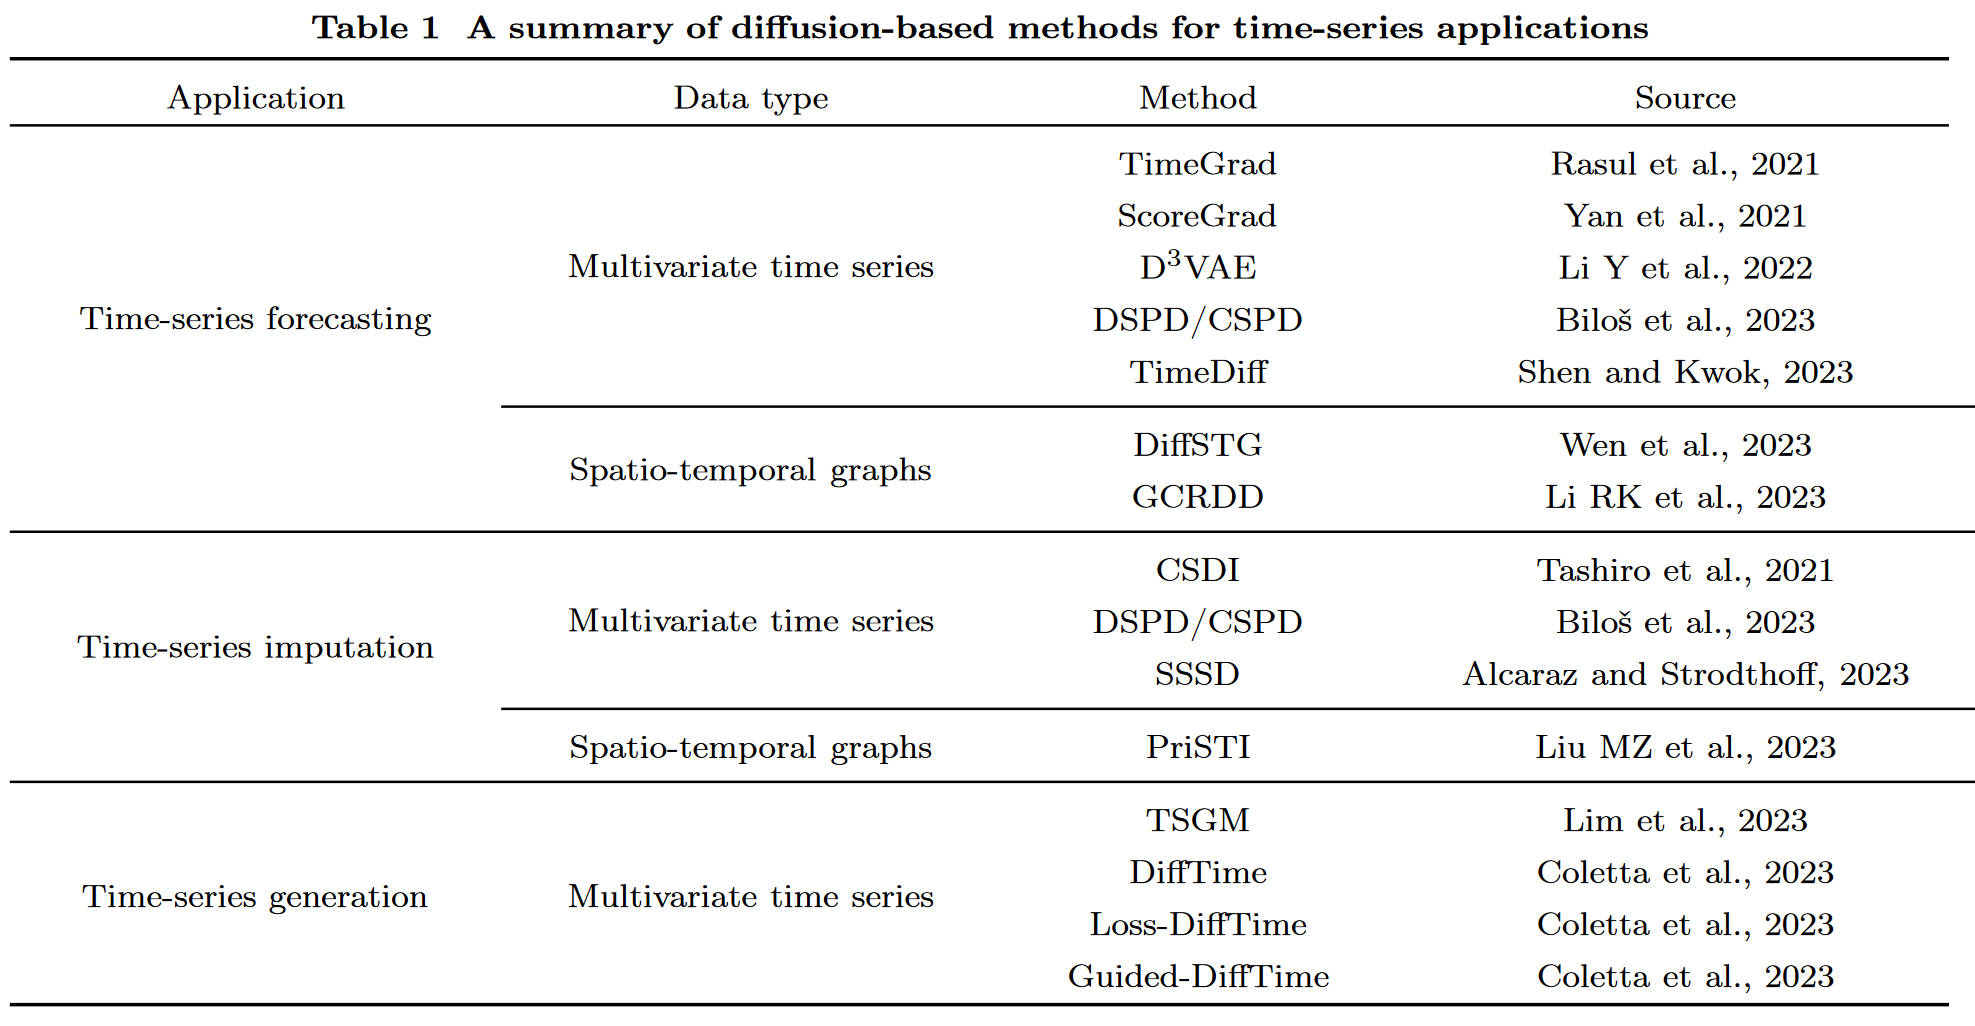 Table 1 A summary of diffusion-based methods for time-series applications
Application Data type Method Source
TimeGrad Rasul et al., 2021
ScoreGrad Yan et al., 2021
Multivariate time series D³VAE Li Y et al., 2022
Time-series forecasting DSPD/CSPD Biloš et al., 2023
TimeDiff Shen and Kwok, 2023
DiffSTG Wen et al., 2023
Spatio-temporal graphs
GCRDD Li RK et al., 2023
CSDI Tashiro et al., 2021
Multivariate time series DSPD/CSPD Biloš et al., 2023
Time-series imputation
SSSD Alcaraz and Strodthoff, 2023
Spatio-temporal graphs PriSTI Liu MZ et al., 2023
TSGM Lim et al., 2023
DiffTime Coletta et al., 2023
Time-series generation Multivariate time series
Loss-DiffTime Coletta et al., 2023
Guided-DiffTime Coletta et al., 2023